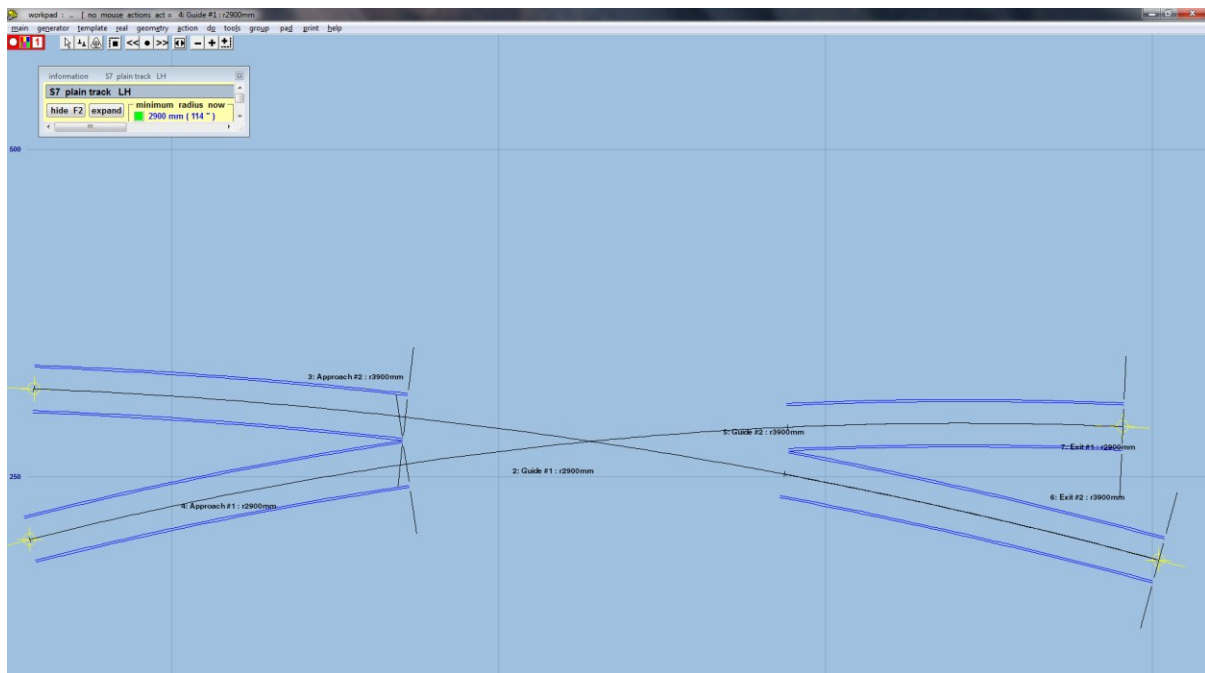 workpad : .. [ no mouse actions act = 4: Guide #1 : r2900mm
main generator template real geometry action do tools group pad print help
1 << >>
information S7 plain track LH
S7 plain track LH
hide F2 expand minimum radius now
2900 mm ( 114 " )
500
3: Approach #2 : r3900mm
5: Guide #2 : r3900mm
7: Exit #1 : r2900mm
2: Guide #1 : r2900mm
250
6: Exit #2 : r3900mm
4: Approach #1 : r2900mm